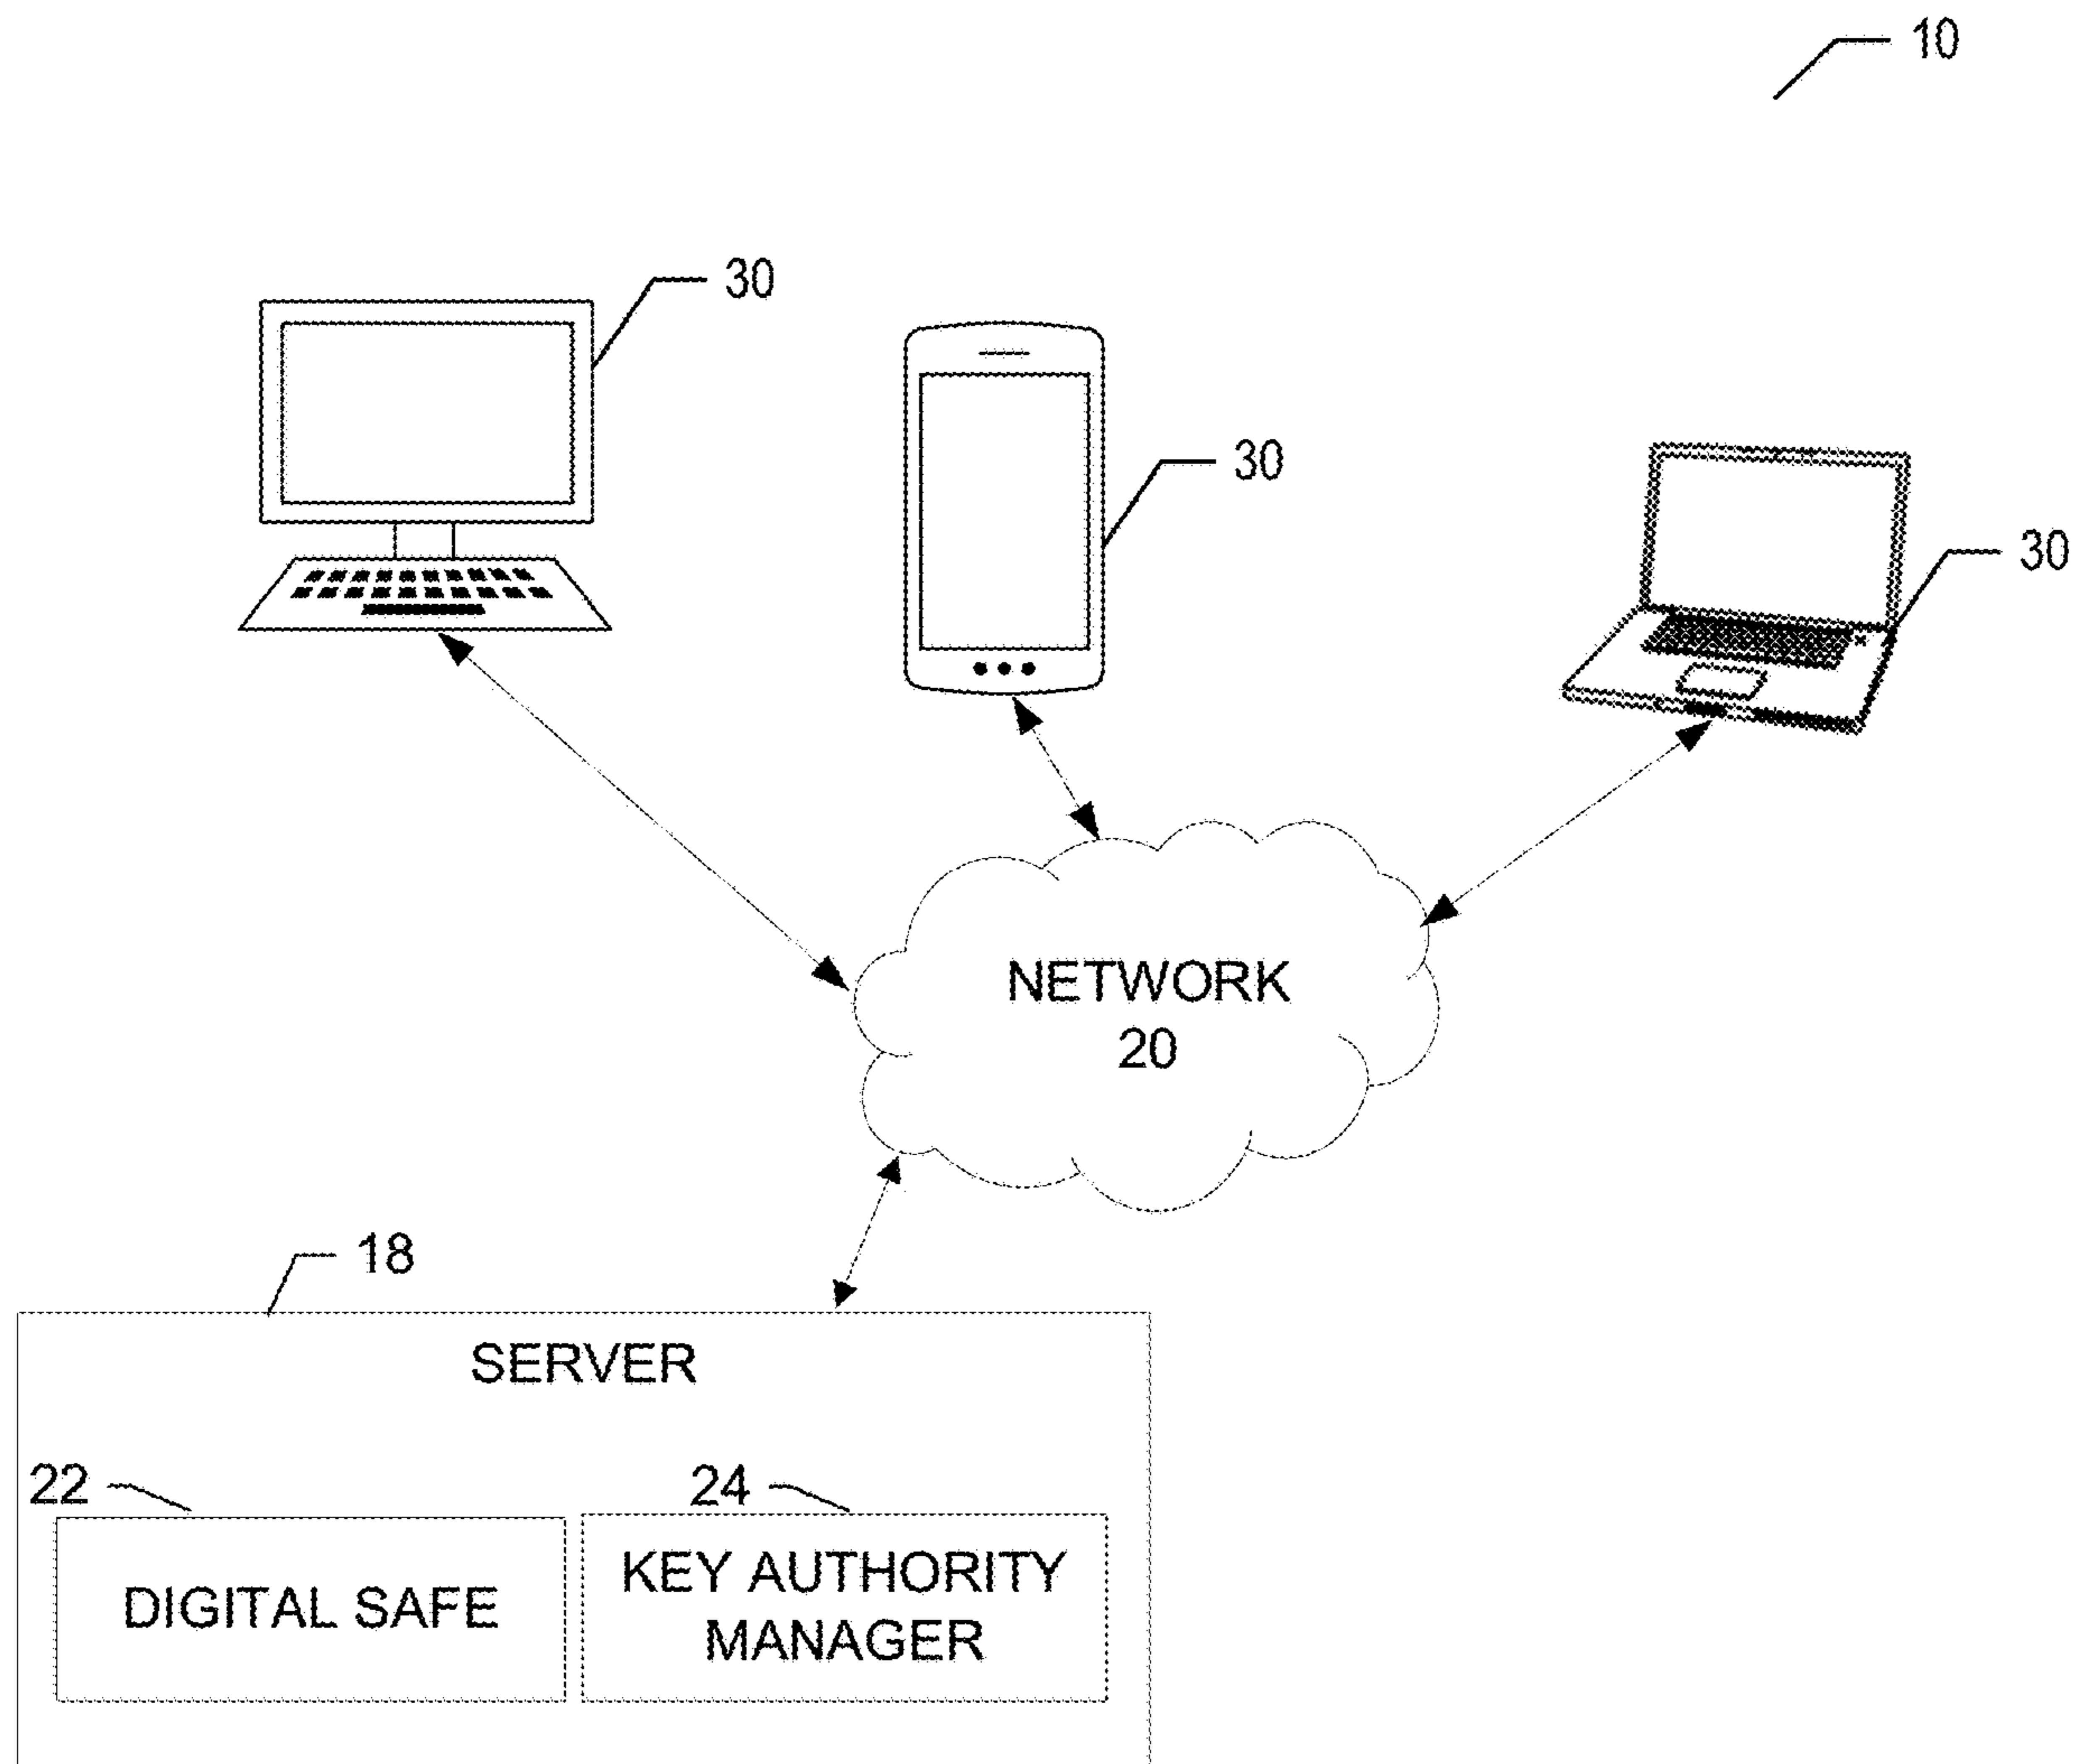 10
30
30
30
NETWORK
20
18
SERVER
22
24
DIGITAL SAFE
KEY AUTHORITY
MANAGER